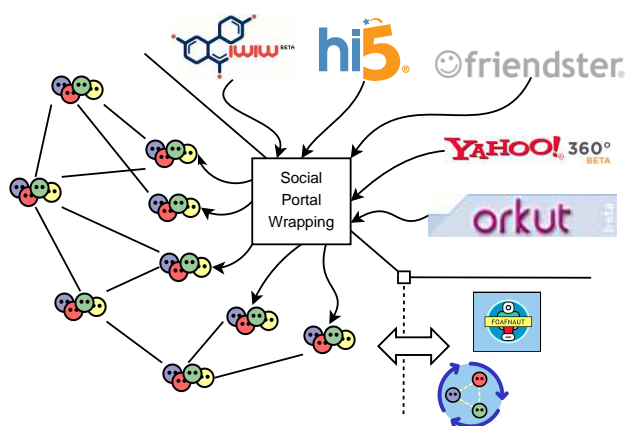 iWiW BETA
hi5®
friendster®
YAHOO!® 360°
BETA
orkut beta
Social
Portal
Wrapping
FOAFNAUT